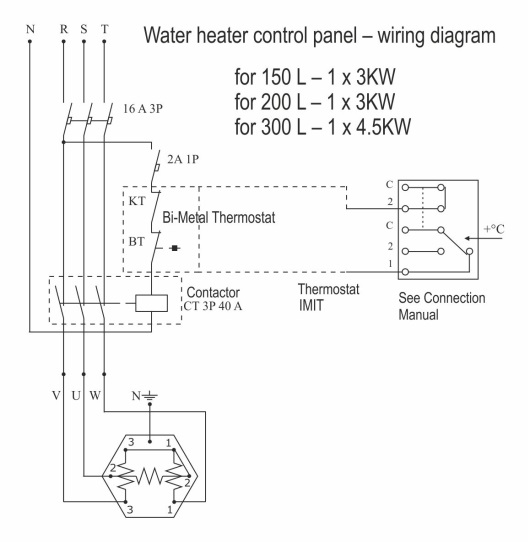 Water heater control panel – wiring diagram
for 150 L – 1 x 3KW
for 200 L – 1 x 3KW
for 300 L – 1 x 4.5KW
N R S T
16 A 3P
2A 1P
KT
Bi-Metal Thermostat
BT
C
2
C
2
1
+°C
Contactor
CT 3P 40 A
Thermostat
IMIT
See Connection
Manual
V U W N
3 1
2 2
3 1